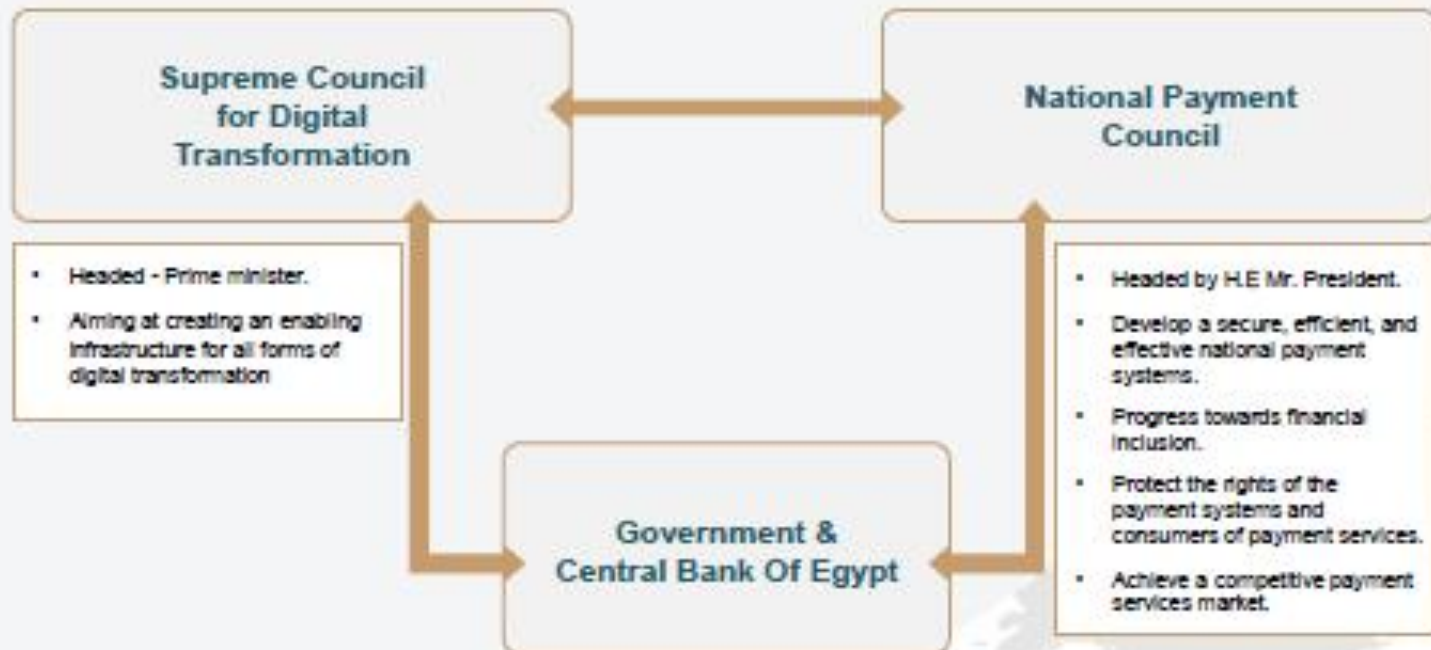 Supreme Council
for Digital
Transformation
National Payment
Council
• Headed - Prime minister.
• Aiming at creating an enabling
infrastructure for all forms of
digital transformation
• Headed by H.E Mr. President.
• Develop a secure, efficient, and
effective national payment
systems.
• Progress towards financial
inclusion.
• Protect the rights of the
payment systems and
consumers of payment services.
• Achieve a competitive payment
services market.
Government &
Central Bank Of Egypt